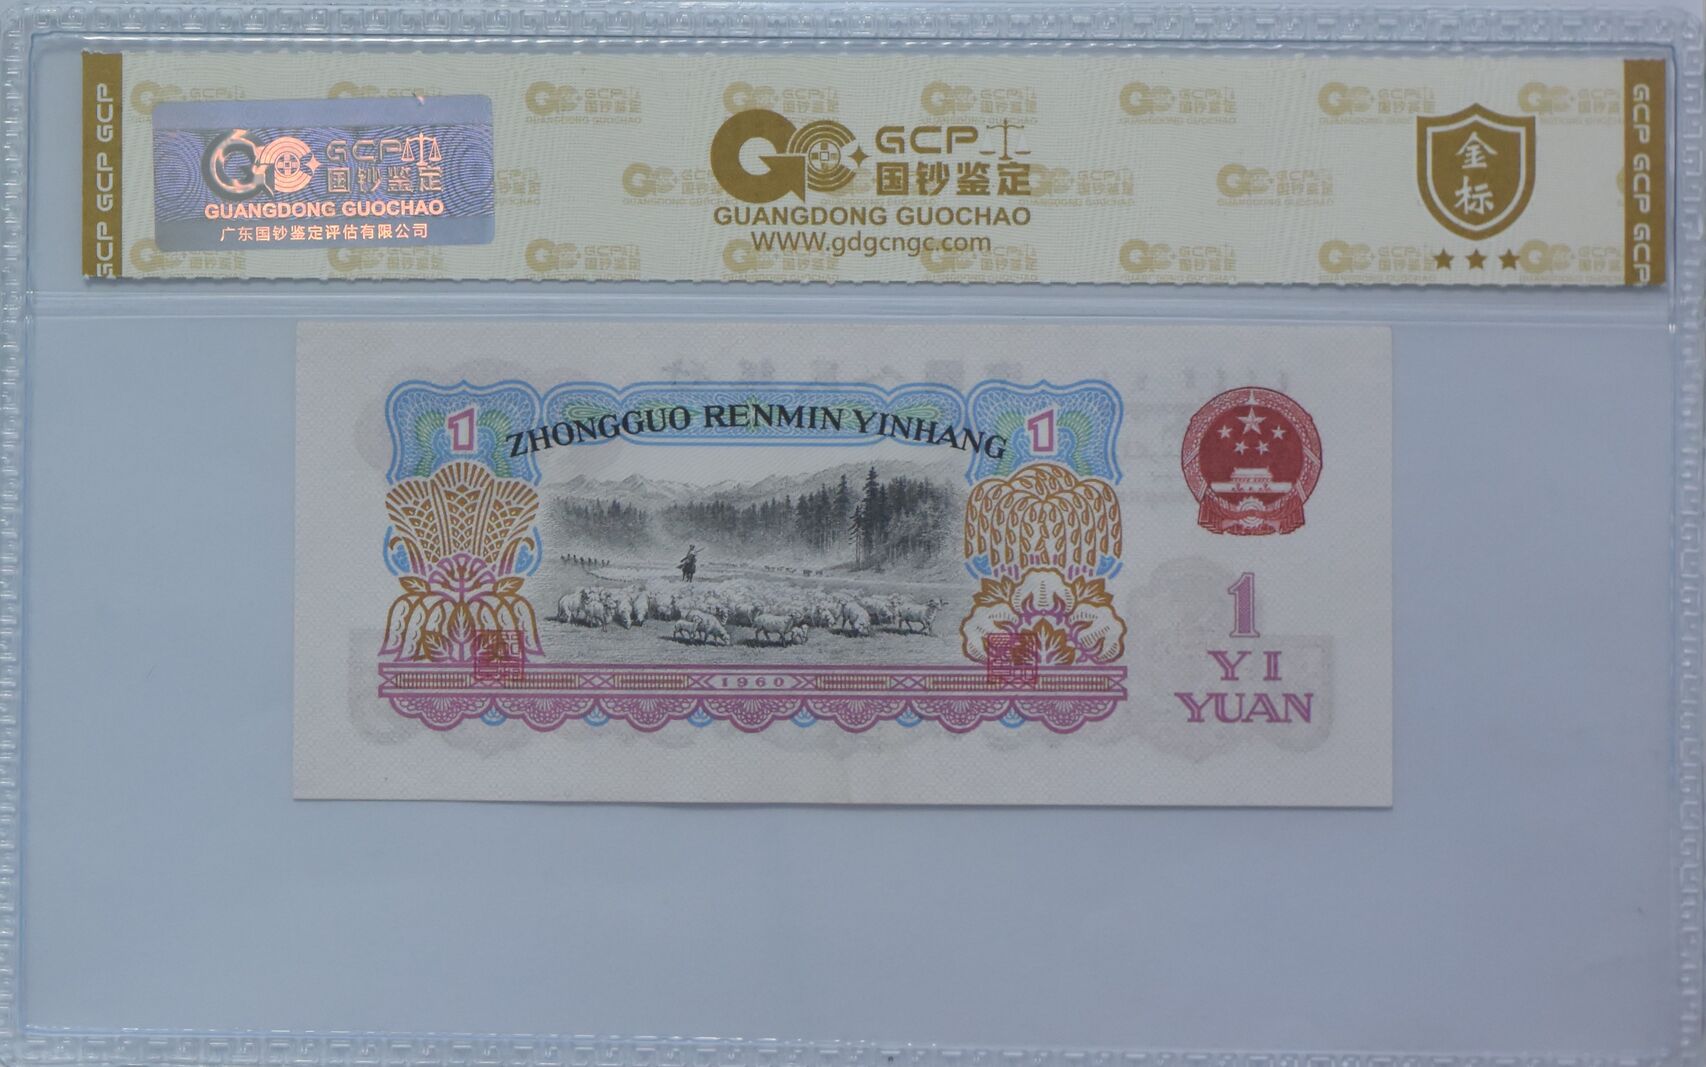 GCP GCP GCP
GCP
国钞鉴定
GUANGDONG GUOCHAO
广东国钞鉴定评估有限公司
GCP
国钞鉴定
GUANGDONG GUOCHAO
WWW.gdgcngc.com
金
标
GCP GCP GCP
1
ZHONGGUO RENMIN YINHANG
1
1960
1
YI
YUAN